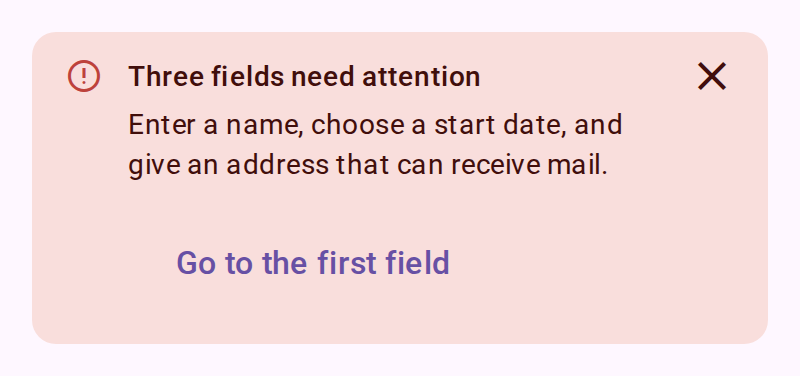 Three fields need attention
Enter a name, choose a start date, and
give an address that can receive mail.
Go to the first field